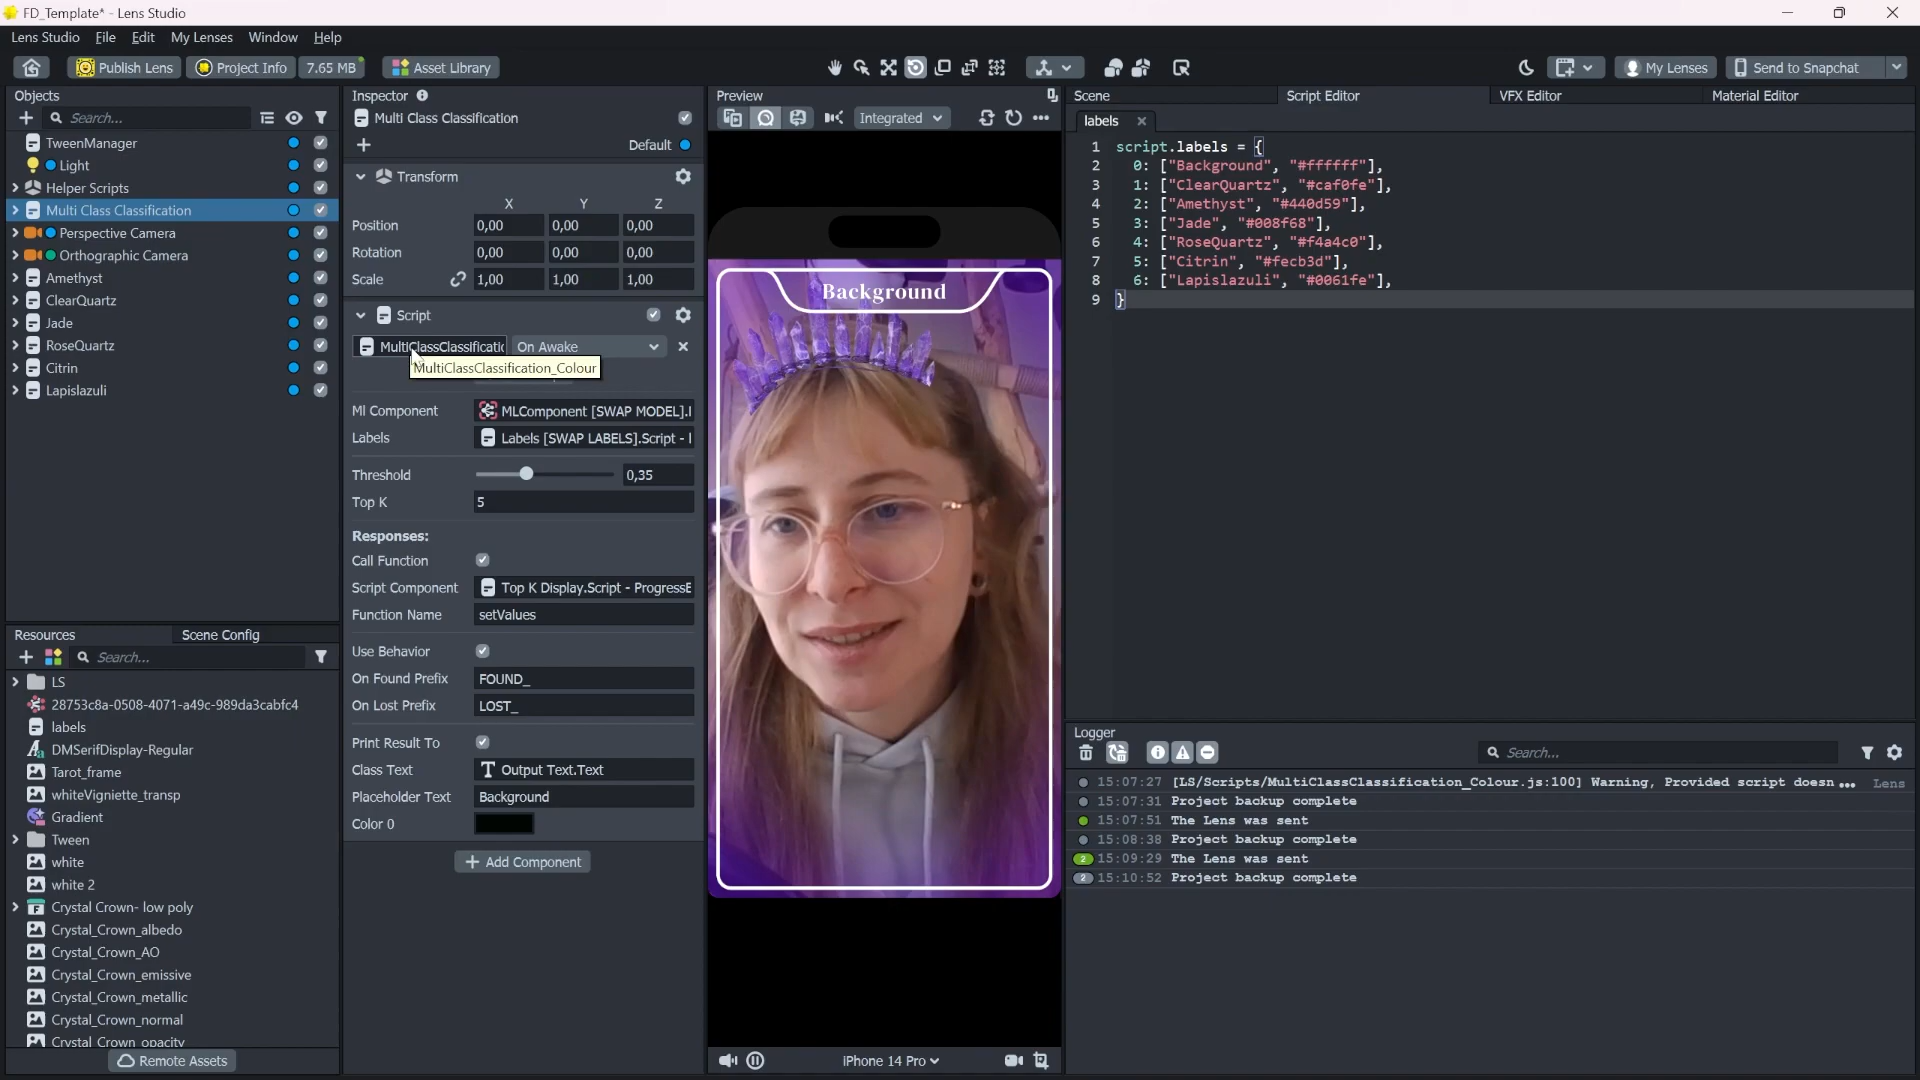 FD_Template* - Lens Studio
Lens Studio File Edit My Lenses Window Help
Publish Lens Project Info 7.65 MB Asset Library My Lenses Send to Snapchat
Objects
Search...
TweenManager
Light
Helper Scripts
Multi Class Classification
Perspective Camera
Orthographic Camera
Amethyst
ClearQuartz
Jade
RoseQuartz
Citrin
Lapislazuli
Resources Scene Config
Search...
LS
28753c8a-0508-4071-a49c-989da3cabfc4
labels
DMSerifDisplay-Regular
Tarot_frame
whiteVigniette_transp
Gradient
Tween
white
white 2
Crystal Crown- low poly
Crystal_Crown_albedo
Crystal_Crown_AO
Crystal_Crown_emissive
Crystal_Crown_metallic
Crystal_Crown_normal
Crystal Crown opacity
Remote Assets
Inspector
Multi Class Classification
Default
Transform
X Y Z
Position 0,00 0,00 0,00
Rotation 0,00 0,00 0,00
Scale 1,00 1,00 1,00
Script
MultiClassClassificatic On Awake
MultiClassClassification_Colour
Ml Component MLComponent [SWAP MODEL].I
Labels Labels [SWAP LABELS].Script - l
Threshold 0,35
Top K 5
Responses:
Call Function
Script Component Top K Display.Script - ProgressE
Function Name setValues
Use Behavior
On Found Prefix FOUND_
On Lost Prefix LOST_
Print Result To
Class Text Output Text.Text
Placeholder Text Background
Color 0
Add Component
Preview
Integrated
Background
iPhone 14 Pro
Scene Script Editor VFX Editor Material Editor
labels
1 script.labels = {
2 0: ["Background", "#ffffff"],
3 1: ["ClearQuartz", "#caf0fe"],
4 2: ["Amethyst", "#440d59"],
5 3: ["Jade", "#008f68"],
6 4: ["RoseQuartz", "#f4a4c0"],
7 5: ["Citrin", "#fecb3d"],
8 6: ["Lapislazuli", "#0061fe"],
9 }
Logger
Search...
15:07:27 [LS/Scripts/MultiClassClassification_Colour.js:100] Warning, Provided script doesn ... Lens
15:07:31 Project backup complete
15:07:51 The Lens was sent
15:08:38 Project backup complete
2 15:09:29 The Lens was sent
2 15:10:52 Project backup complete